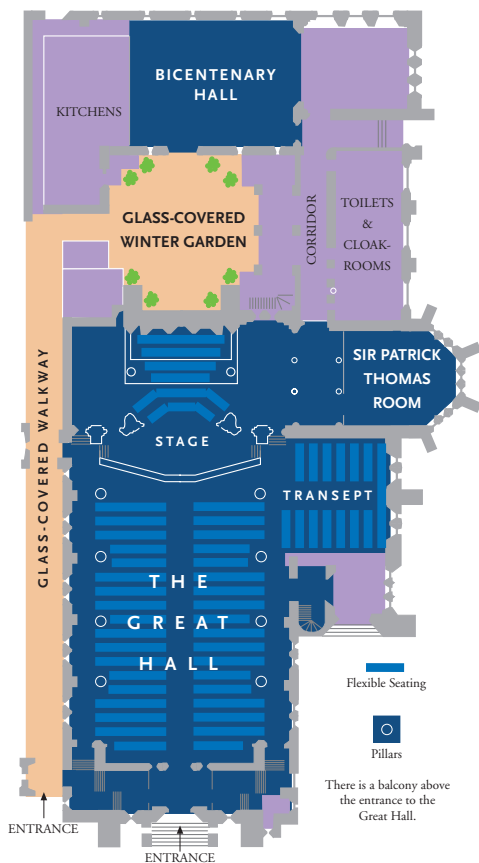 BICENTENARY
HALL
KITCHENS
GLASS-COVERED
WINTER GARDEN
CORRIDOR
TOILETS
&
CLOAK-
ROOMS
SIR PATRICK
THOMAS
ROOM
GLASS-COVERED WALKWAY
STAGE
TRANSEPT
THE
GREAT
HALL
Flexible Seating
Pillars
There is a balcony above
the entrance to the
Great Hall.
ENTRANCE
ENTRANCE